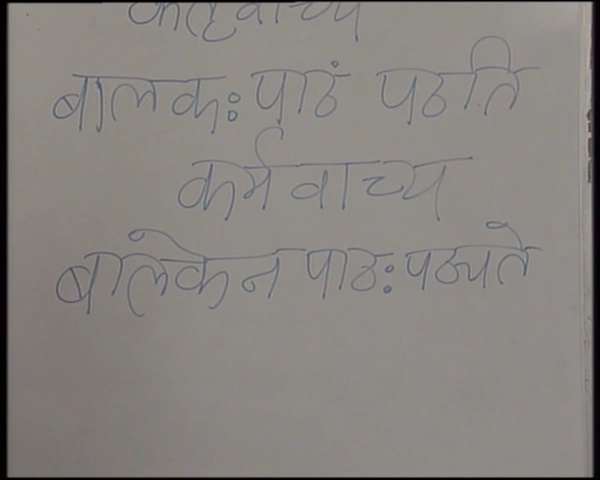 कर्तृवाच्य
बालक: पाठं पठति
कर्मवाच्य
बालकेन पाठ: पठ्यते